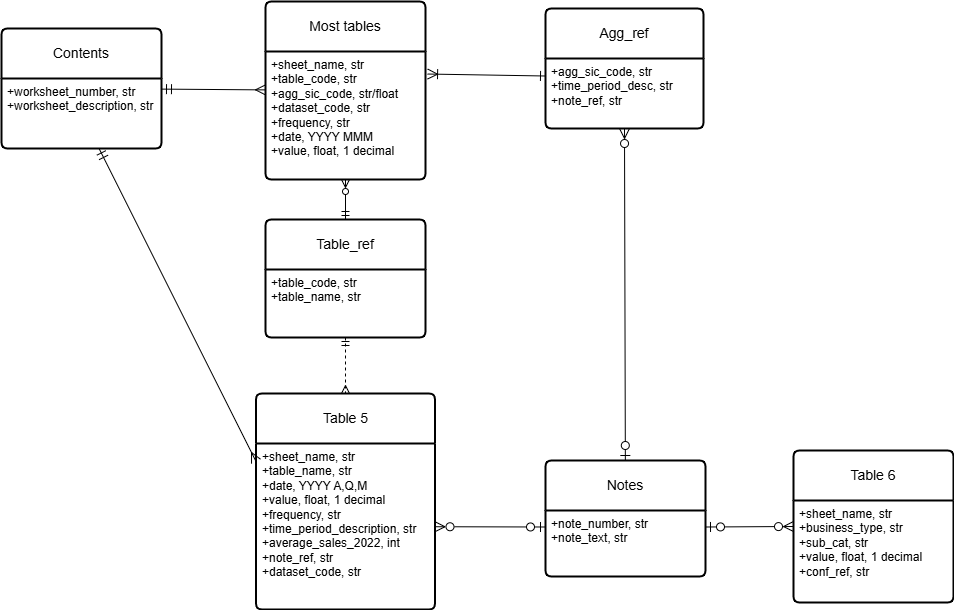 Contents
+worksheet_number, str
+worksheet_description, str
Most tables
+sheet_name, str
+table_code, str
+agg_sic_code, str/float
+dataset_code, str
+frequency, str
+date, YYYY MMM
+value, float, 1 decimal
Agg_ref
+agg_sic_code, str
+time_period_desc, str
+note_ref, str
Table_ref
+table_code, str
+table_name, str
Table 5
+sheet_name, str
+table_name, str
+date, YYYY A,Q,M
+value, float, 1 decimal
+frequency, str
+time_period_description, str
+average_sales_2022, int
+note_ref, str
+dataset_code, str
Notes
+note_number, str
+note_text, str
Table 6
+sheet_name, str
+business_type, str
+sub_cat, str
+value, float, 1 decimal
+conf_ref, str